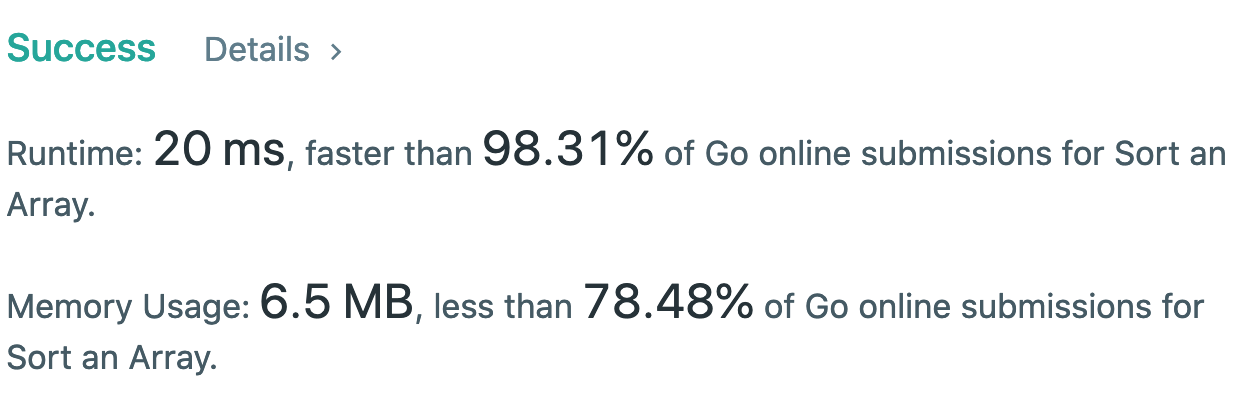 Success Details >
Runtime: 20 ms, faster than 98.31% of Go online submissions for Sort an
Array.
Memory Usage: 6.5 MB, less than 78.48% of Go online submissions for
Sort an Array.